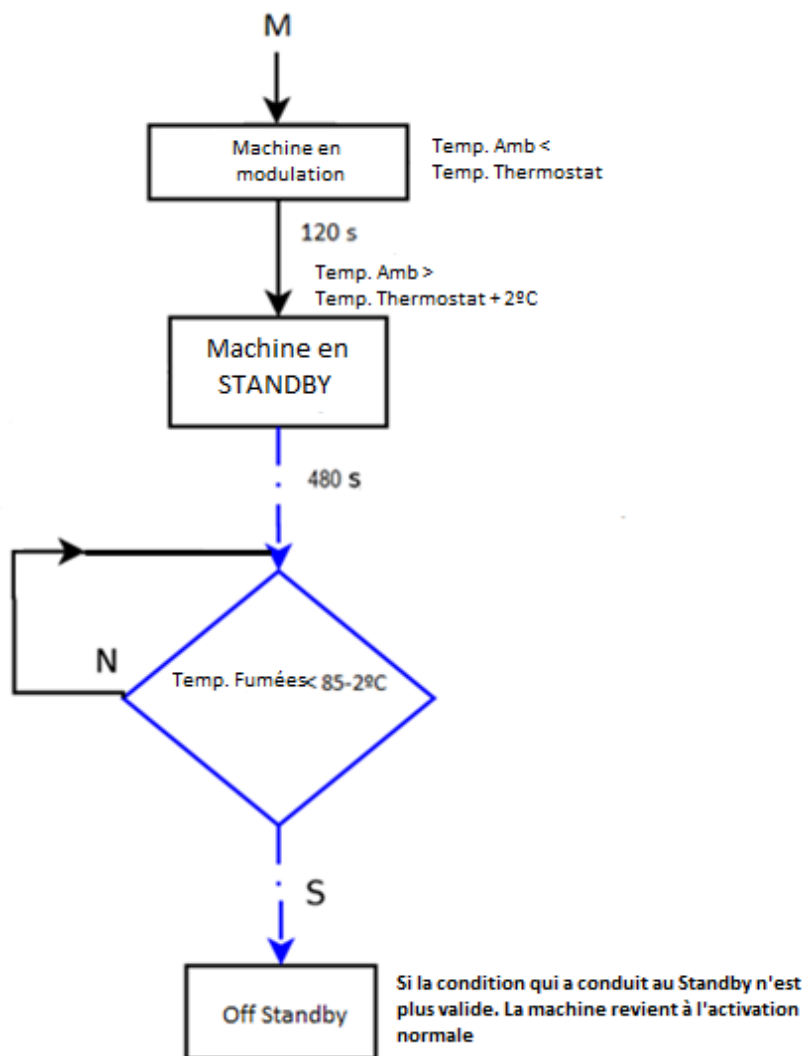 M
Machine en
modulation
Temp. Amb <
Temp. Thermostat
120 s
Temp. Amb >
Temp. Thermostat + 2ºC
Machine en
STANDBY
480 s
N
Temp. Fumées< 85-2ºC
S
Off Standby
Si la condition qui a conduit au Standby n'est
plus valide. La machine revient à l'activation
normale